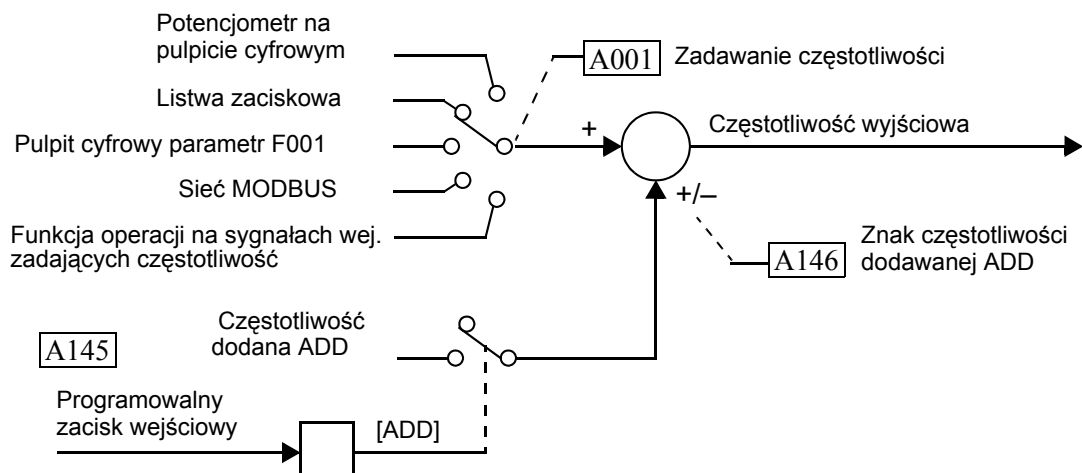 Potencjometr na
pulpicie cyfrowym
A001 Zadawanie częstotliwości
Listwa zaciskowa
+ Częstotliwość wyjściowa
Pulpit cyfrowy parametr F001
Sieć MODBUS
+/–
Funkcja operacji na sygnałach wej.
zadających częstotliwość
A146 Znak częstotliwości
dodawanej ADD
A145
Częstotliwość
dodana ADD
Programowalny
zacisk wejściowy
[ADD]